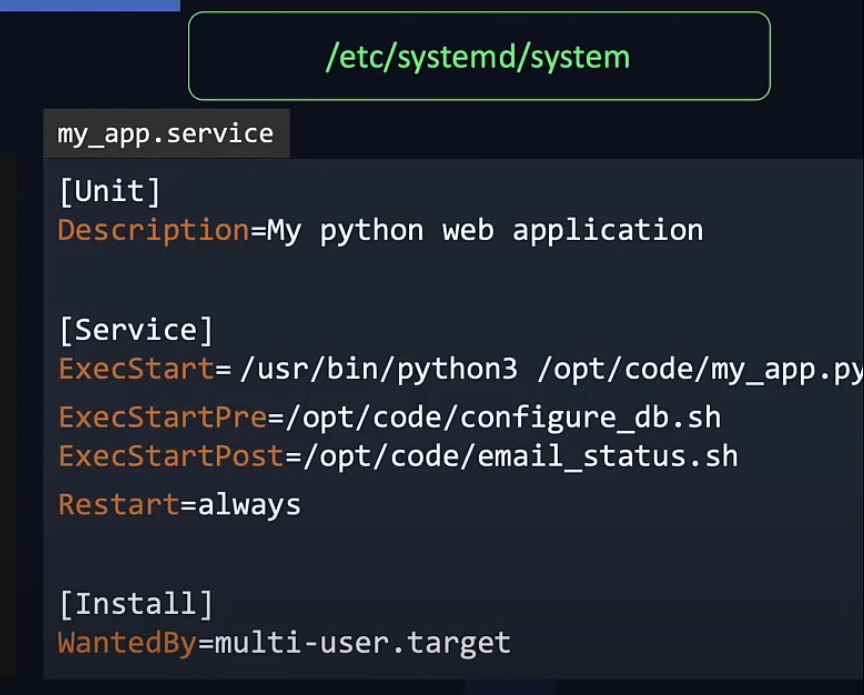 /etc/systemd/system
my_app.service
[Unit]
Description=My python web application
[Service]
ExecStart= /usr/bin/python3 /opt/code/my_app.py
ExecStartPre=/opt/code/configure_db.sh
ExecStartPost=/opt/code/email_status.sh
Restart=always
[Install]
WantedBy=multi-user.target